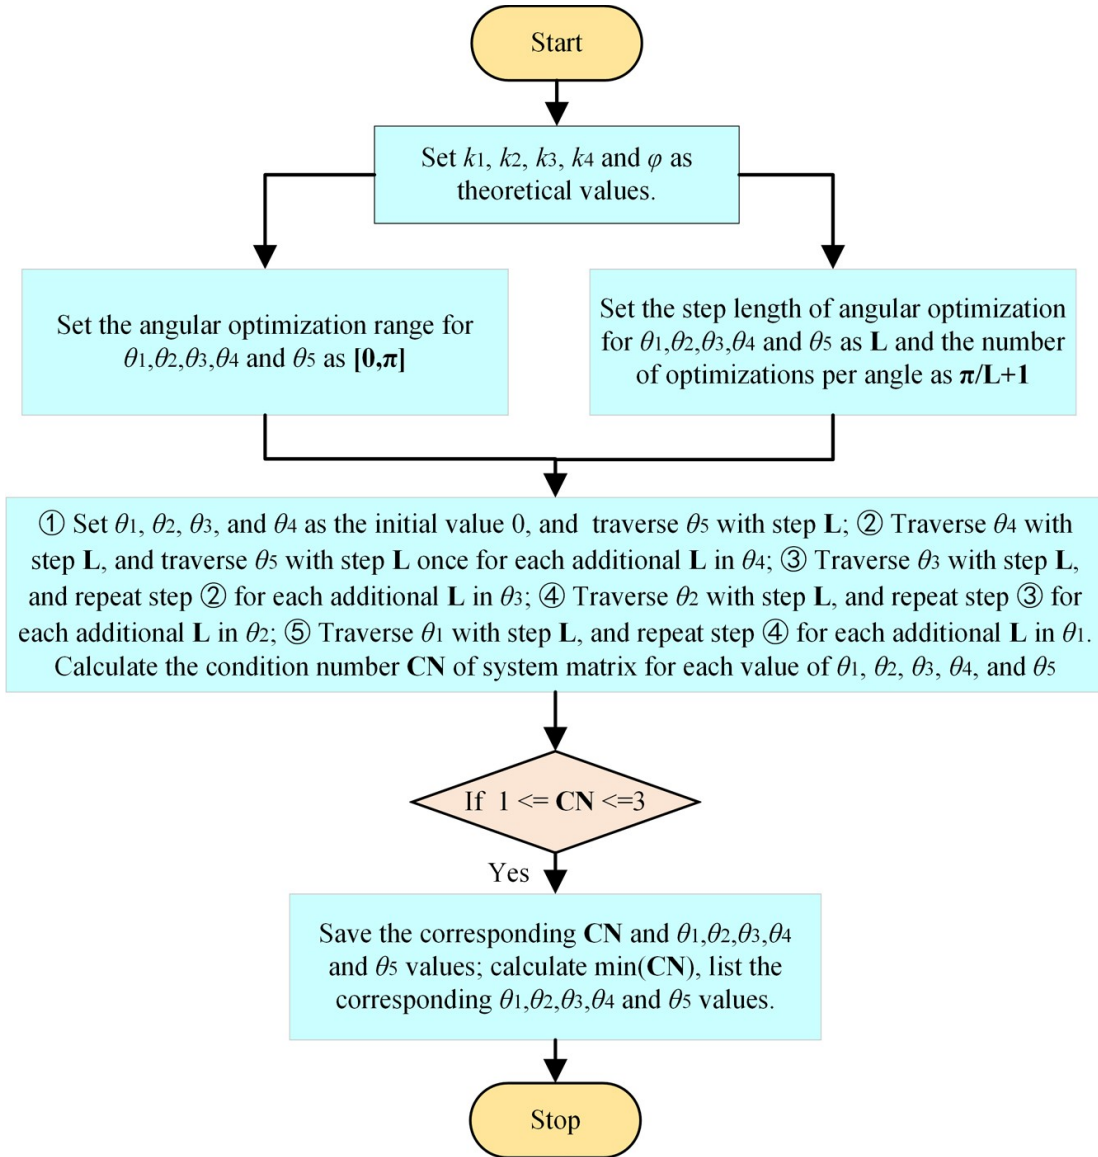 Start
Set k1, k2, k3, k4 and φ as
theoretical values.
Set the angular optimization range for
θ1,θ2,θ3,θ4 and θ5 as [0,π]
Set the step length of angular optimization
for θ1,θ2,θ3,θ4 and θ5 as L and the number
of optimizations per angle as π/L+1
① Set θ1, θ2, θ3, and θ4 as the initial value 0, and traverse θ5 with step L; ② Traverse θ4 with
step L, and traverse θ5 with step L once for each additional L in θ4; ③ Traverse θ3 with step L,
and repeat step ② for each additional L in θ3; ④ Traverse θ2 with step L, and repeat step ③ for
each additional L in θ2; ⑤ Traverse θ1 with step L, and repeat step ④ for each additional L in θ1.
Calculate the condition number CN of system matrix for each value of θ1, θ2, θ3, θ4, and θ5
If 1 <= CN <=3
Yes
Save the corresponding CN and θ1,θ2,θ3,θ4
and θ5 values; calculate min(CN), list the
corresponding θ1,θ2,θ3,θ4 and θ5 values.
Stop